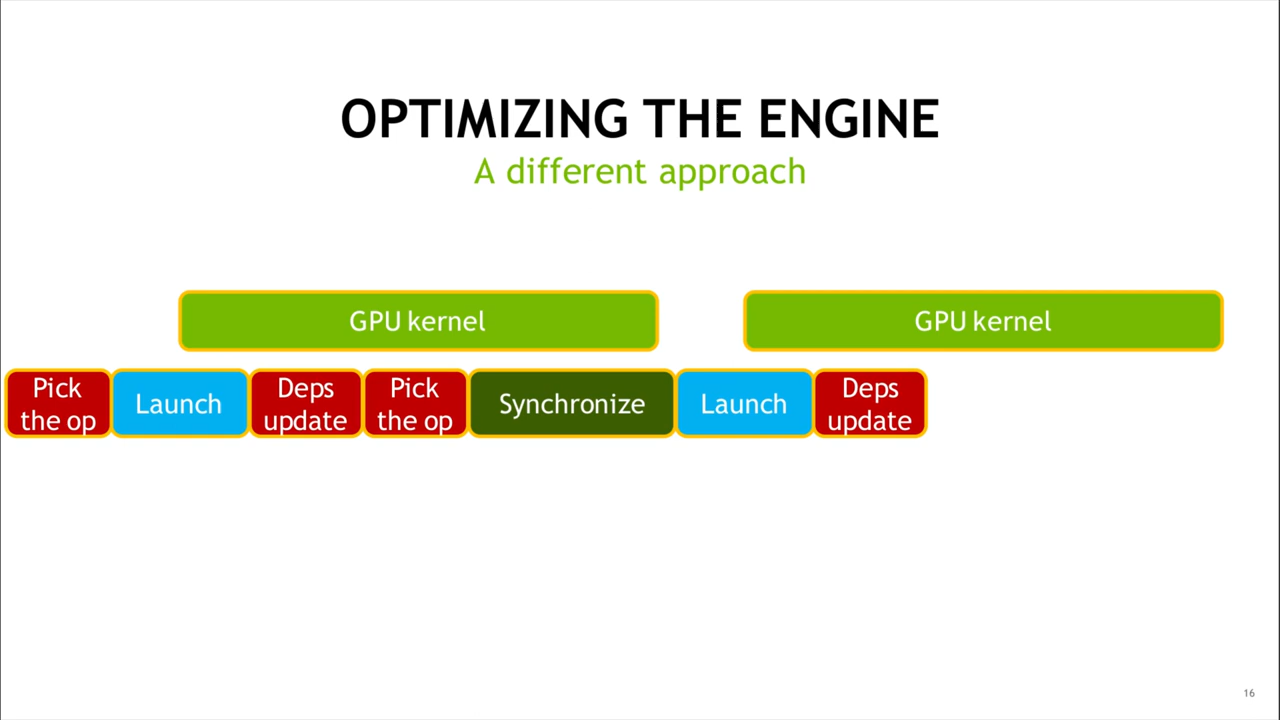 OPTIMIZING THE ENGINE
A different approach
GPU kernel
GPU kernel
Pick
the op
Launch
Deps
update
Pick
the op
Synchronize
Launch
Deps
update
16